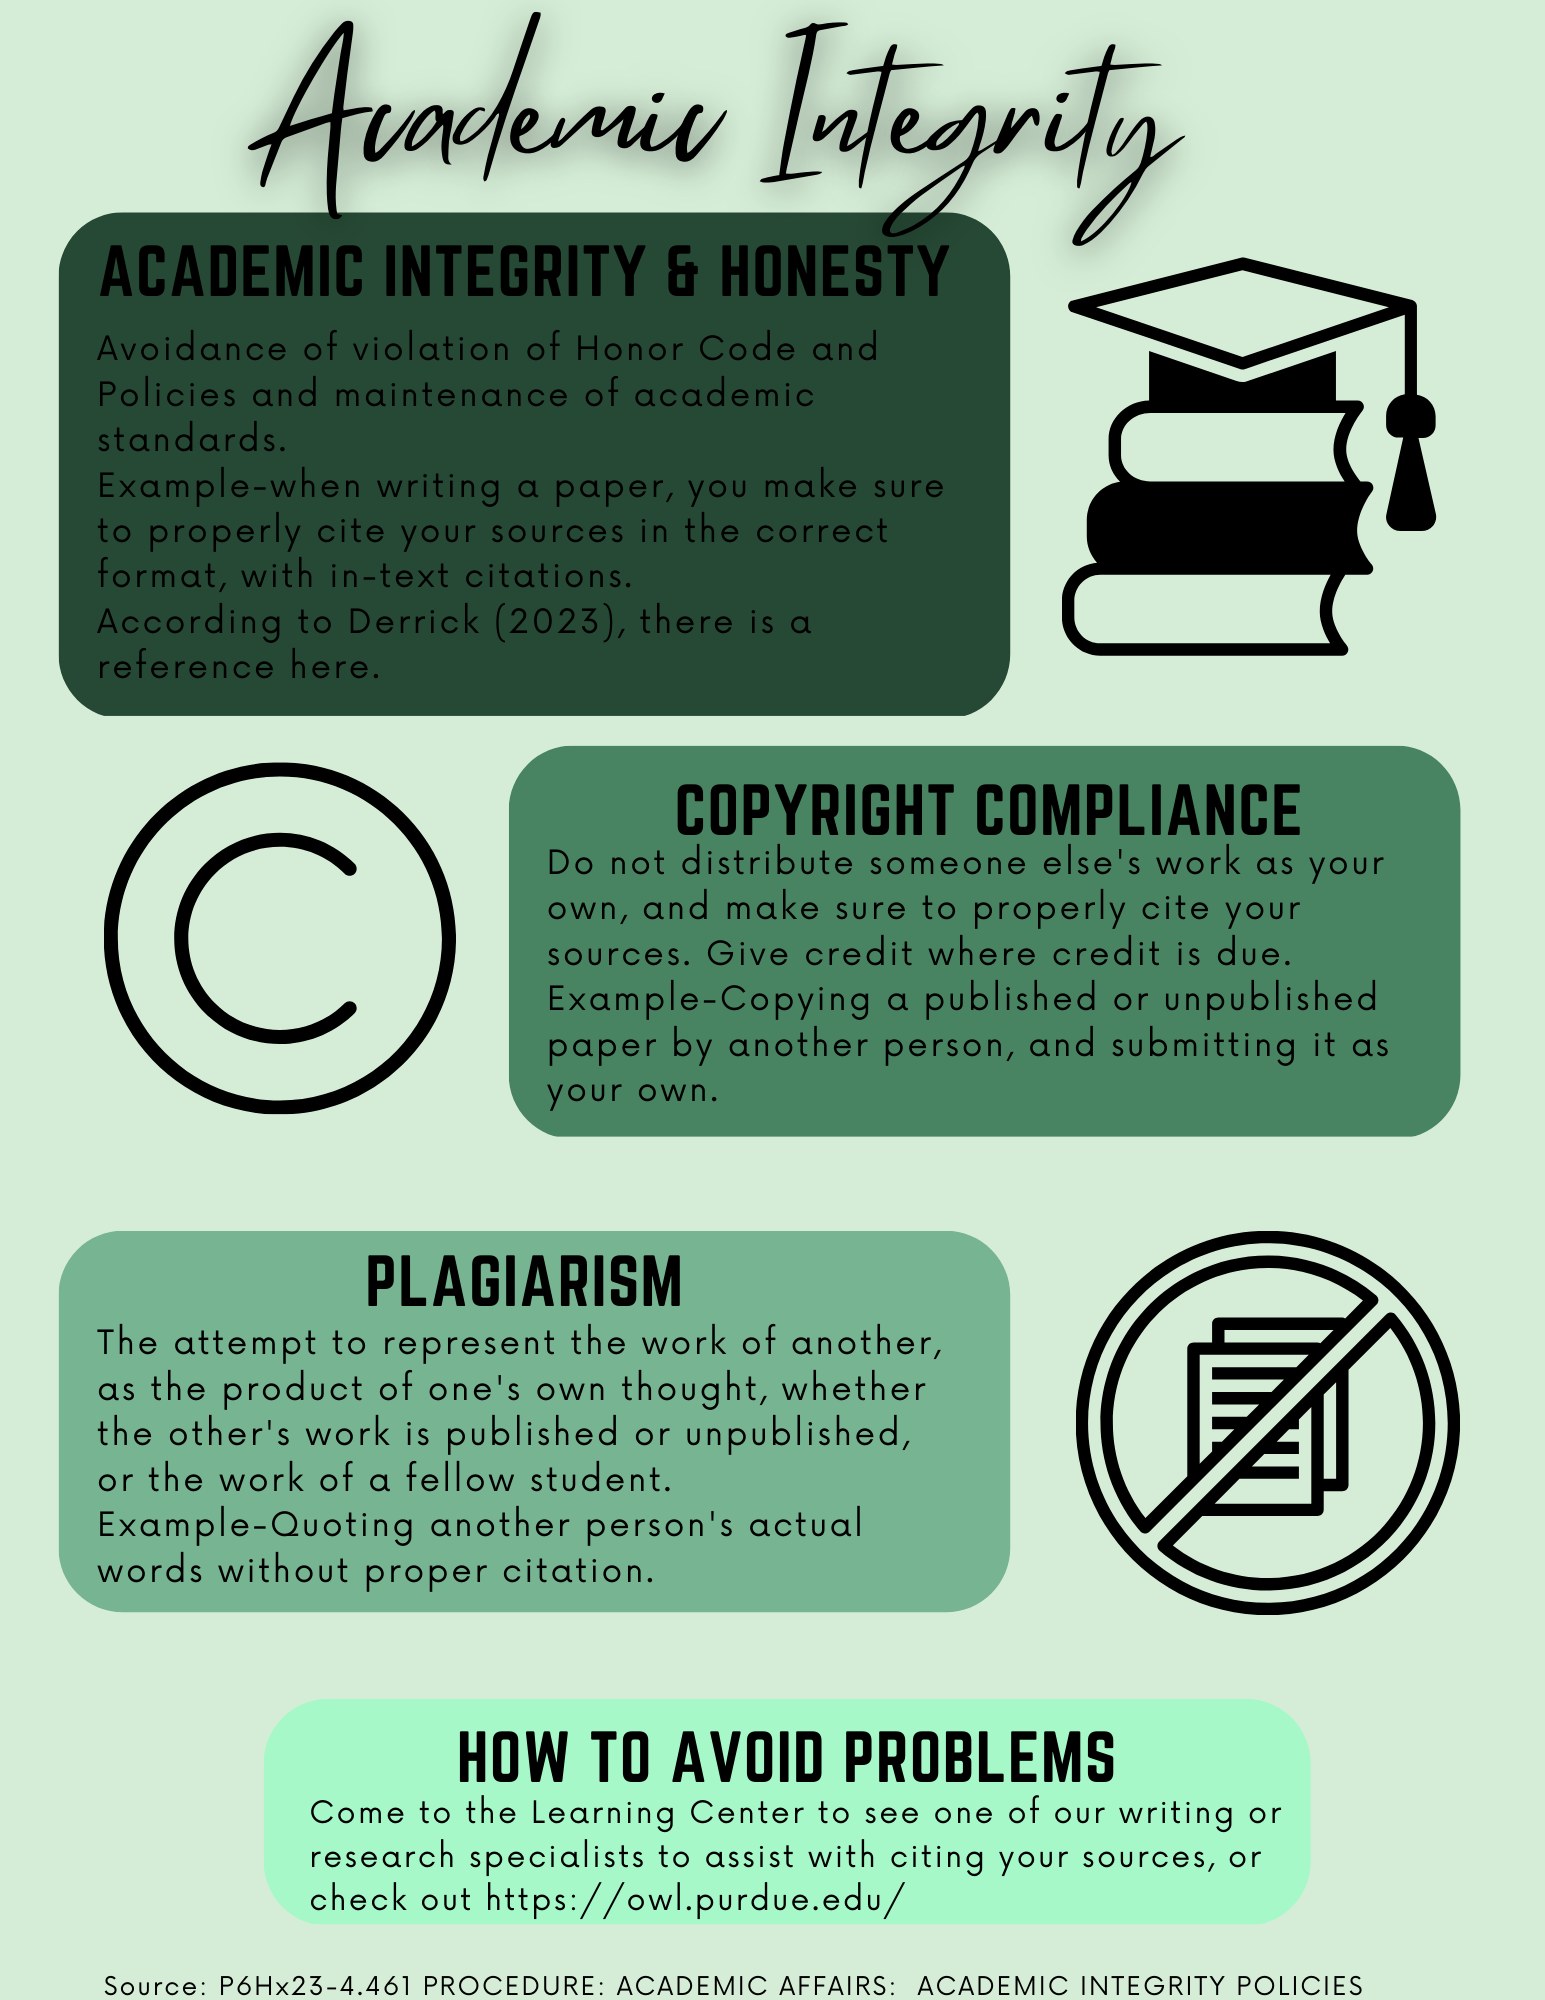 Academic Integrity
ACADEMIC INTEGRITY & HONESTY
Avoidance of violation of Honor Code and
Policies and maintenance of academic
standards.
Example-when writing a paper, you make sure
to properly cite your sources in the correct
format, with in-text citations.
According to Derrick (2023), there is a
reference here.
COPYRIGHT COMPLIANCE
Do not distribute someone else's work as your
own, and make sure to properly cite your
sources. Give credit where credit is due.
Example-Copying a published or unpublished
paper by another person, and submitting it as
your own.
PLAGIARISM
The attempt to represent the work of another,
as the product of one's own thought, whether
the other's work is published or unpublished,
or the work of a fellow student.
Example-Quoting another person's actual
words without proper citation.
HOW TO AVOID PROBLEMS
Come to the Learning Center to see one of our writing or
research specialists to assist with citing your sources, or
check out https://owl.purdue.edu/
Source: P6Hx23-4.461 PROCEDURE: ACADEMIC AFFAIRS:  ACADEMIC INTEGRITY POLICIES